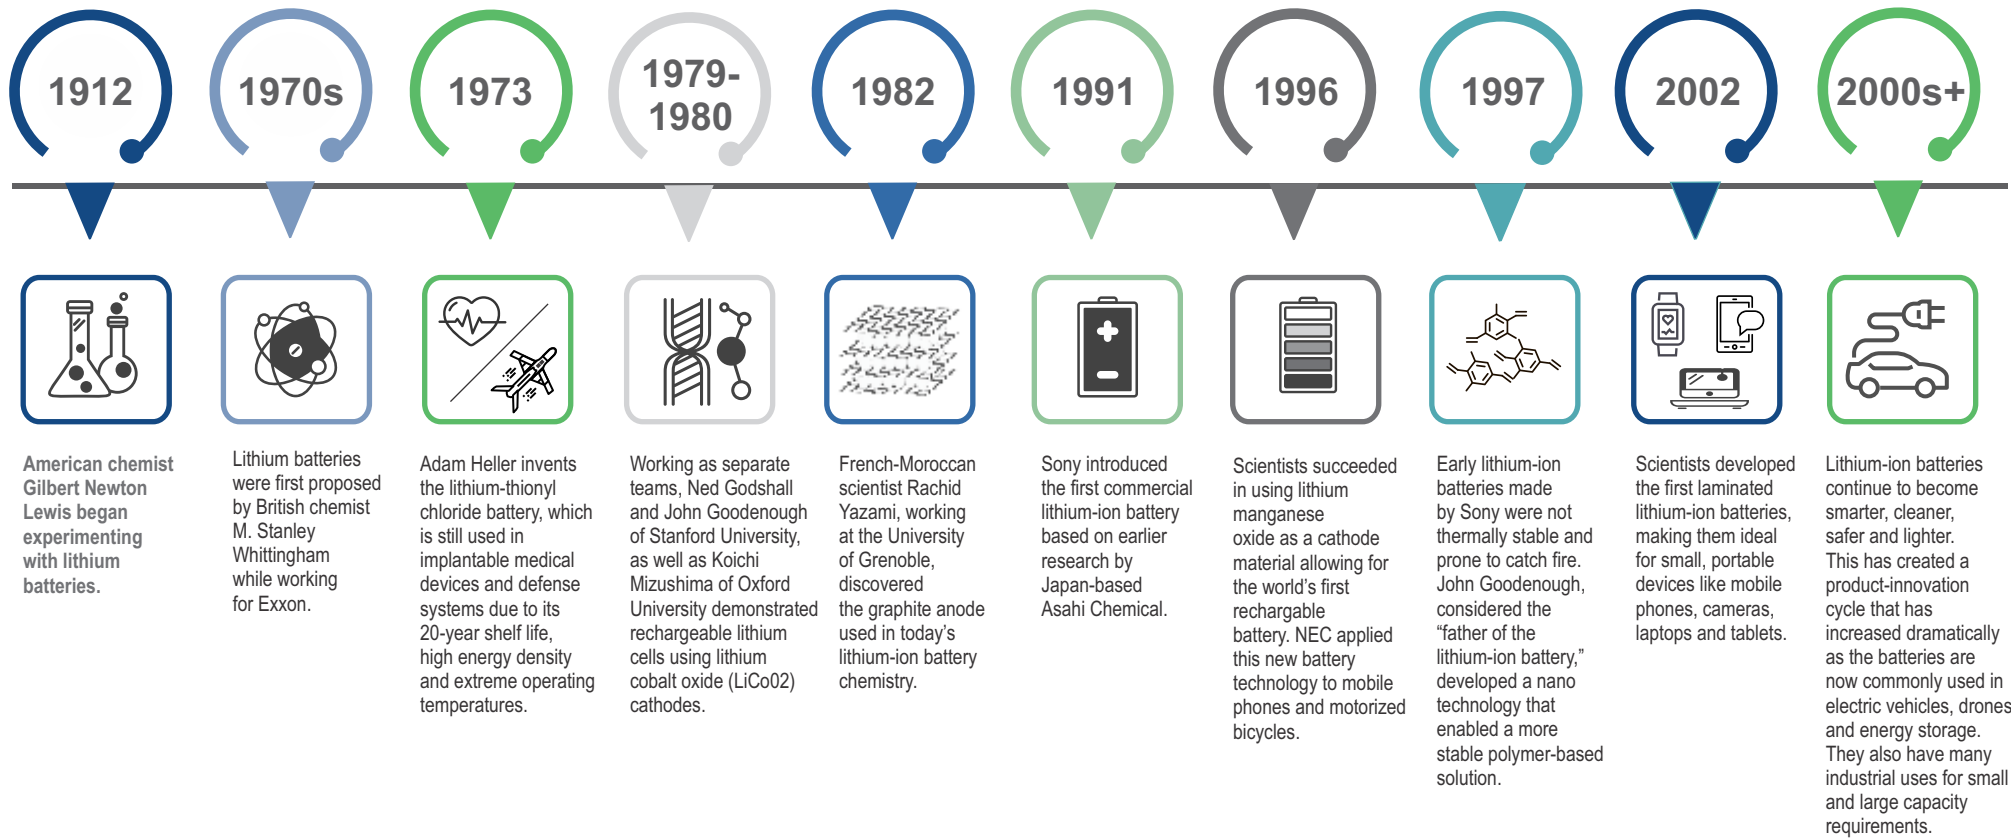 1912
American chemist
Gilbert Newton
Lewis began
experimenting
with lithium
batteries.
1970s
Lithium batteries
were first proposed
by British chemist
M. Stanley
Whittingham
while working
for Exxon.
1973
Adam Heller invents
the lithium-thionyl
chloride battery, which
is still used in
implantable medical
devices and defense
systems due to its
20-year shelf life,
high energy density
and extreme operating
temperatures.
1979-
1980
Working as separate
teams, Ned Godshall
and John Goodenough
of Stanford University,
as well as Koichi
Mizushima of Oxford
University demonstrated
rechargeable lithium
cells using lithium
cobalt oxide (LiCo02)
cathodes.
1982
French-Moroccan
scientist Rachid
Yazami, working
at the University
of Grenoble,
discovered
the graphite anode
used in today’s
lithium-ion battery
chemistry.
1991
Sony introduced
the first commercial
lithium-ion battery
based on earlier
research by
Japan-based
Asahi Chemical.
1996
Scientists succeeded
in using lithium
manganese
oxide as a cathode
material allowing for
the world’s first
rechargable
battery. NEC applied
this new battery
technology to mobile
phones and motorized
bicycles.
1997
Early lithium-ion
batteries made
by Sony were not
thermally stable and
prone to catch fire.
John Goodenough,
considered the
“father of the
lithium-ion battery,”
developed a nano
technology that
enabled a more
stable polymer-based
solution.
2002
Scientists developed
the first laminated
lithium-ion batteries,
making them ideal
for small, portable
devices like mobile
phones, cameras,
laptops and tablets.
2000s+
Lithium-ion batteries
continue to become
smarter, cleaner,
safer and lighter.
This has created a
product-innovation
cycle that has
increased dramatically
as the batteries are
now commonly used in
electric vehicles, drones
and energy storage.
They also have many
industrial uses for small
and large capacity
requirements.